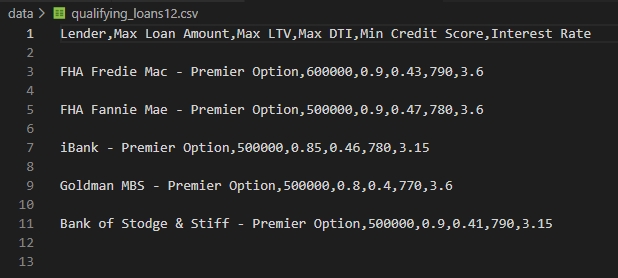 data > qualifying_loans12.csv
1 Lender,Max Loan Amount,Max LTV,Max DTI,Min Credit Score,Interest Rate
2
3 FHA Fredie Mac - Premier Option,600000,0.9,0.43,790,3.6
4
5 FHA Fannie Mae - Premier Option,500000,0.9,0.47,780,3.6
6
7 iBank - Premier Option,500000,0.85,0.46,780,3.15
8
9 Goldman MBS - Premier Option,500000,0.8,0.4,770,3.6
10
11 Bank of Stodge & Stiff - Premier Option,500000,0.9,0.41,790,3.15
12
13